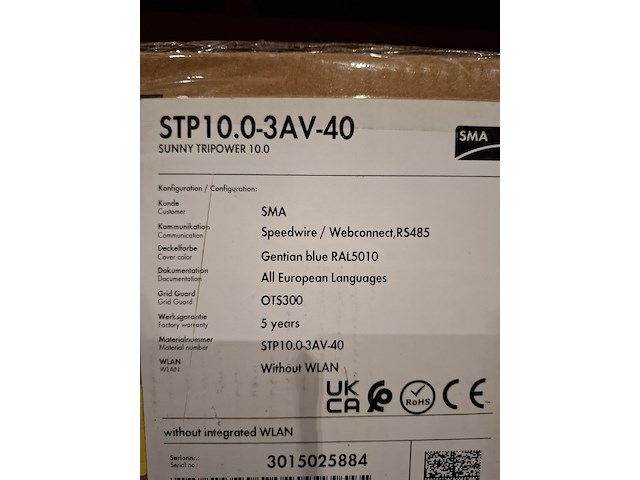 STP10.0-3AV-40
SUNNY TRIPOWER 10.0
SMA
Konfiguration / Configuration:
Kunde
Customer
SMA
Kommunikation
Communication
Speedwire / Webconnect,RS485
Deckelfarbe
Cover color
Gentian blue RAL5010
Dokumentation
Documentation
All European Languages
Grid Guard
Grid Guard
OTS300
Werksgarantie
Factory warranty
5 years
Materialnummer
Material number
STP10.0-3AV-40
WLAN
WLAN
Without WLAN
UK
CA
RoHS
CE
without integrated WLAN
Seriennr.:
Serial no:
3015025884